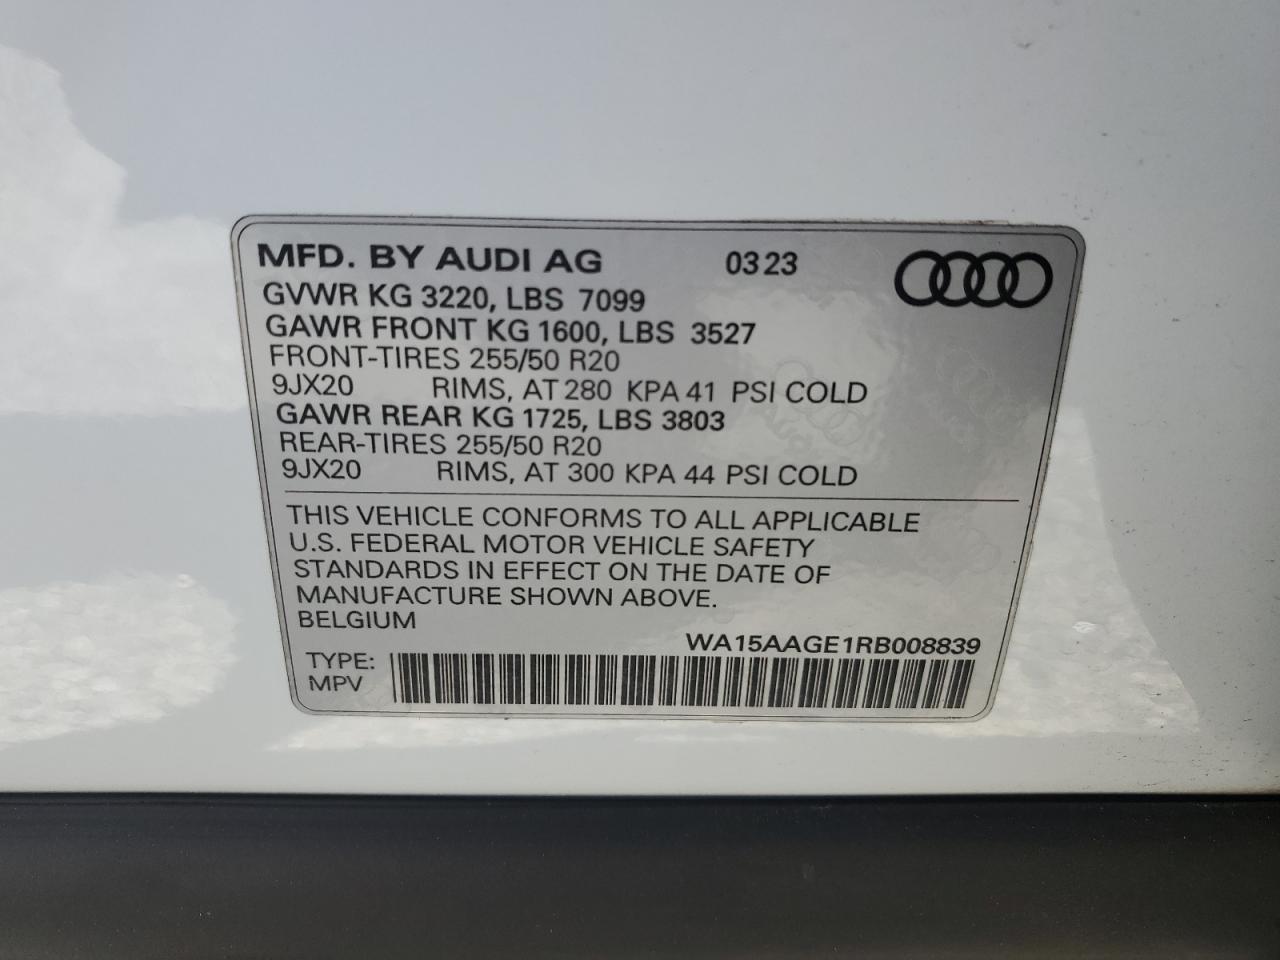 MFD. BY AUDI AG 0323
GVWR KG 3220, LBS 7099
GAWR FRONT KG 1600, LBS 3527
FRONT-TIRES 255/50 R20
9JX20 RIMS, AT 280 KPA 41 PSI COLD
GAWR REAR KG 1725, LBS 3803
REAR-TIRES 255/50 R20
9JX20 RIMS, AT 300 KPA 44 PSI COLD
THIS VEHICLE CONFORMS TO ALL APPLICABLE
U.S. FEDERAL MOTOR VEHICLE SAFETY
STANDARDS IN EFFECT ON THE DATE OF
MANUFACTURE SHOWN ABOVE.
BELGIUM
WA15AAGE1RB008839
TYPE:
MPV